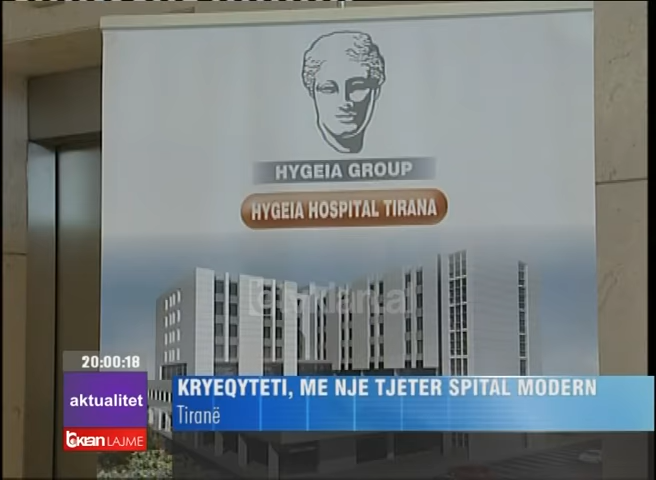 HYGEIA GROUP
HYGEIA HOSPITAL TIRANA
20:00:18
KRYEQYTETI, ME NJE TJETER SPITAL MODERN
aktualitet
Tiranë
LAJME